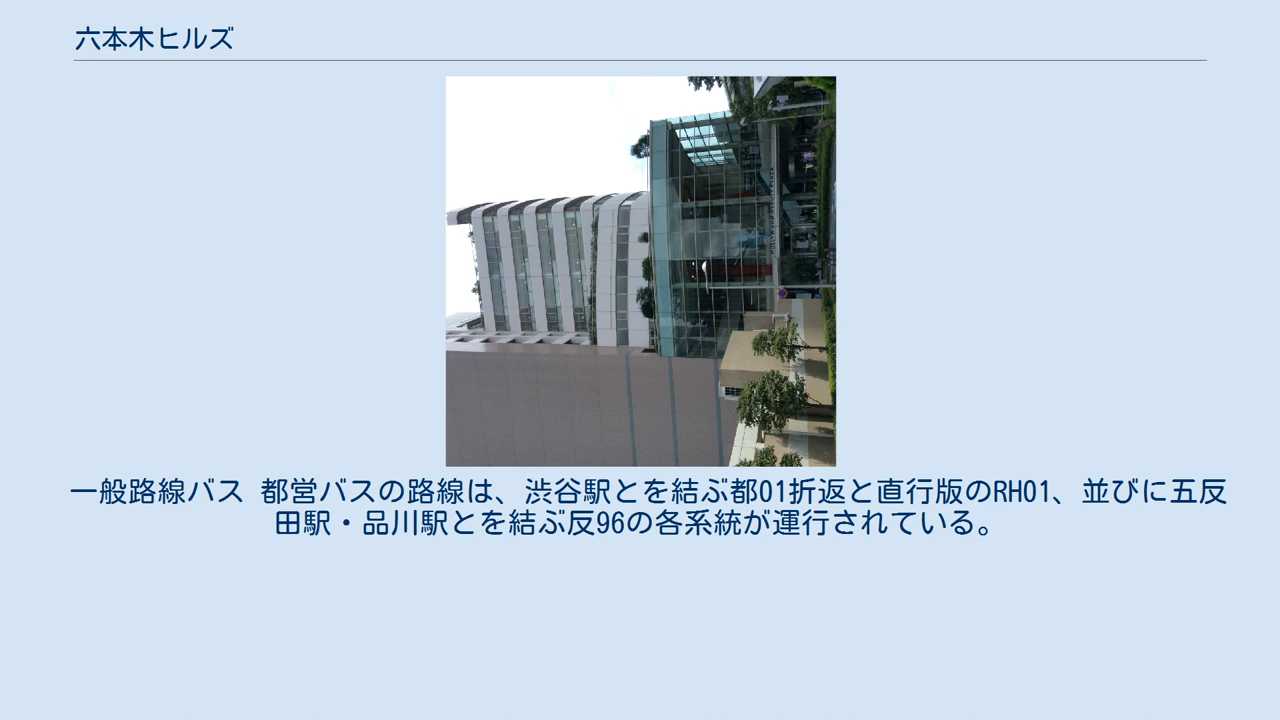 六本木ヒルズ
一般路線バス 都営バスの路線は、渋谷駅とを結ぶ都01折返と直行版のRH01、並びに五反
田駅・品川駅とを結ぶ反96の各系統が運行されている。